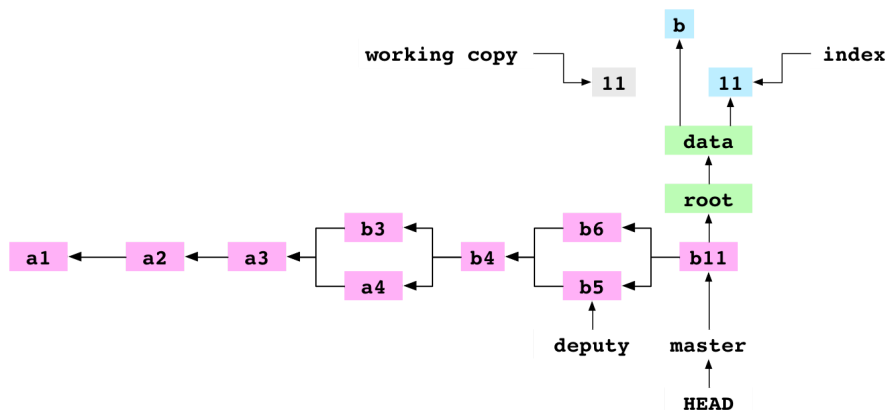 b
working copy
11
11
index
data
root
b3
b6
a1
a2
a3
b4
b11
a4
b5
deputy
master
HEAD